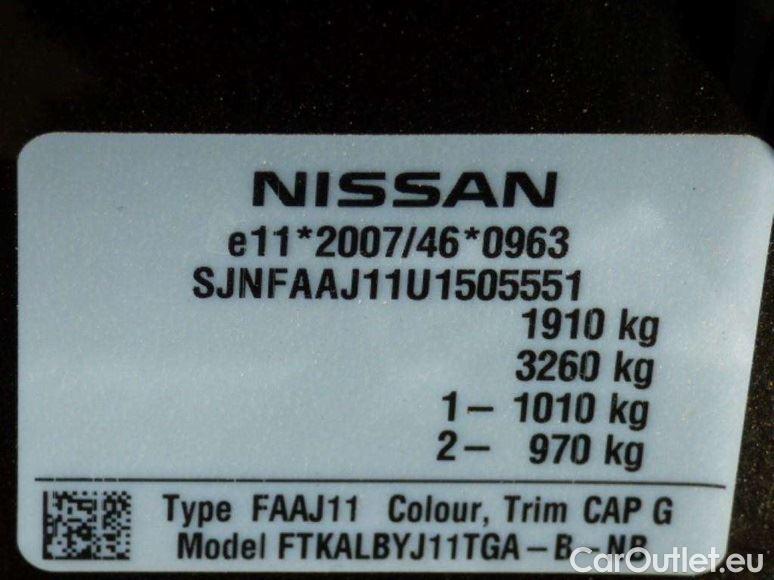 NISSAN
e11*2007/46*0963
SJNFAAJ11U1505551
1910 kg
3260 kg
1– 1010 kg
2– 970 kg
Type FAAJ11 Colour, Trim CAP G
Model FTKALBYJ11TGA–B–NB
CarOutlet.eu